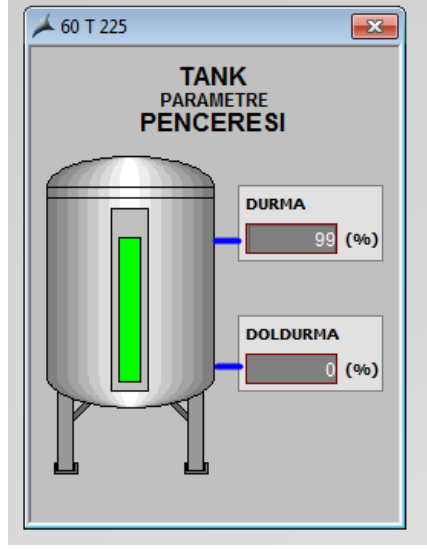 60 T 225
TANK
PARAMETRE
PENCERESI
DURMA
99 (%)
DOLDURMA
0 (%)